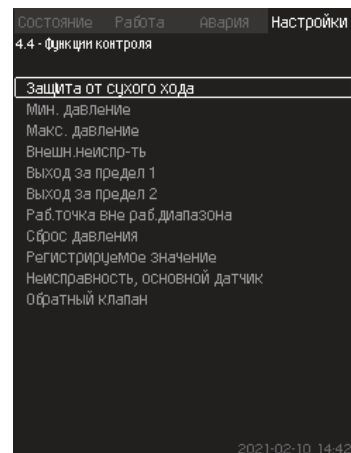 Состояние Работа Авария Настройки
4.4 - Функции контроля
Защита от сухого хода
Мин. давление
Макс. давление
Внешн.неиспр-ть
Выход за предел 1
Выход за предел 2
Раб.точка вне раб.диапазона
Сброс давления
Регистрируемое значение
Неисправность, основной датчик
Обратный клапан
2021-02-10 14:42